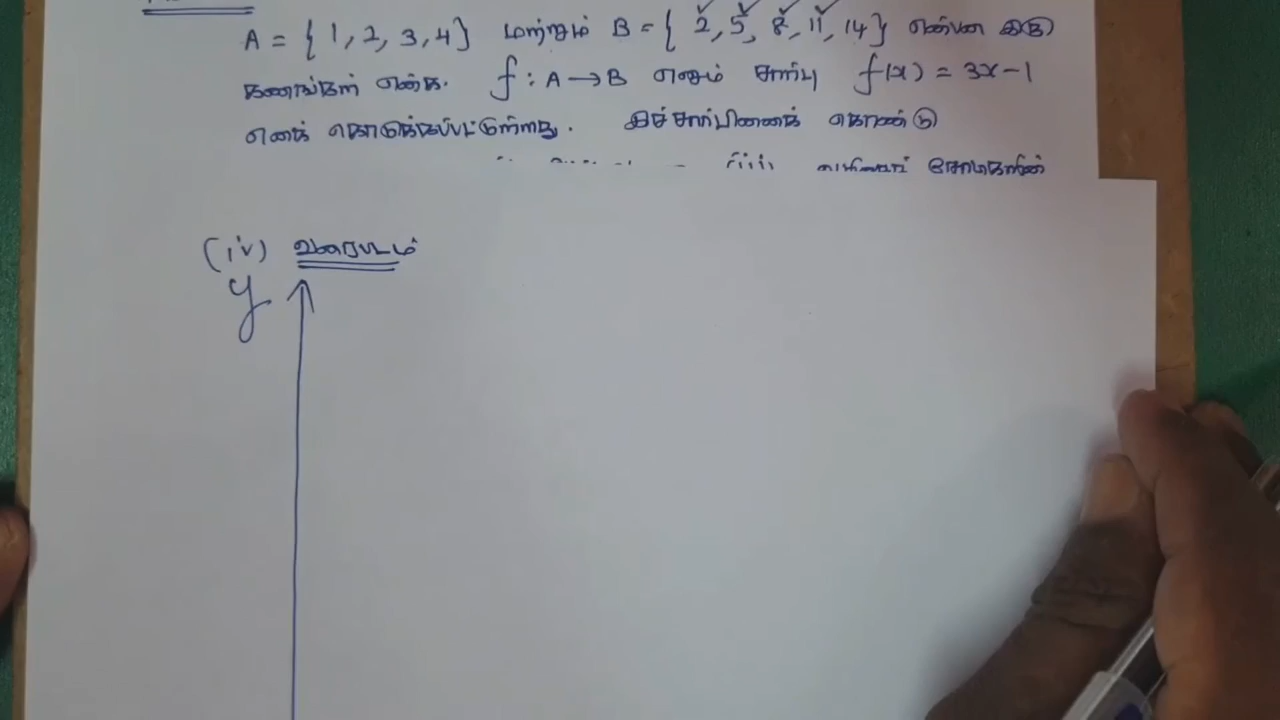 A = { 1, 2, 3, 4 } மற்றும் B = { 2, 5, 8, 11, 14 } என்பன இரு
கணங்கள் என்க. f : A → B எனும் சார்பு f(x) = 3x - 1
எனக் கொடுக்கப்பட்டுள்ளது. இச்சார்பினைக் கொண்டு
(iv) வரைபடம்
y